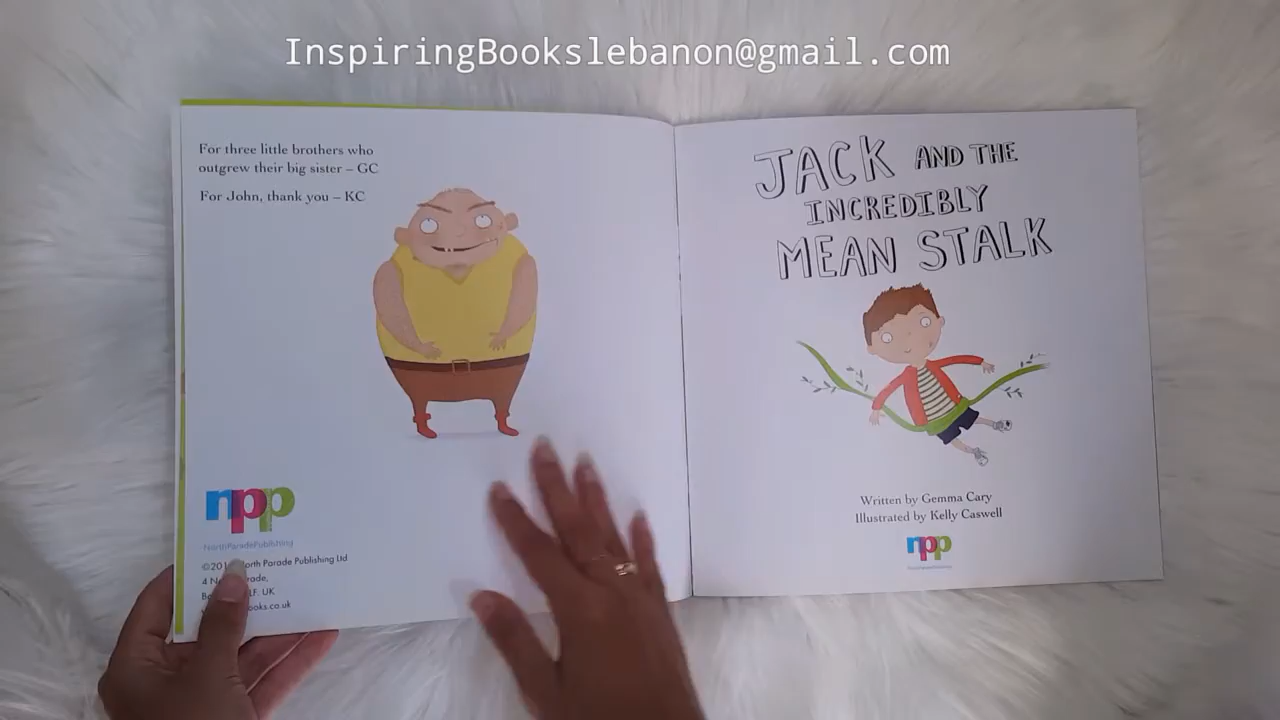 InspiringBookslebanon@gmail.com
For three little brothers who
outgrew their big sister – GC
For John, thank you – KC
npp
NorthParadePublishing
North Parade Publishing Ltd
4
UK
JACK AND THE
INCREDIBLY
MEAN STALK
Written by Gemma Cary
Illustrated by Kelly Caswell
npp